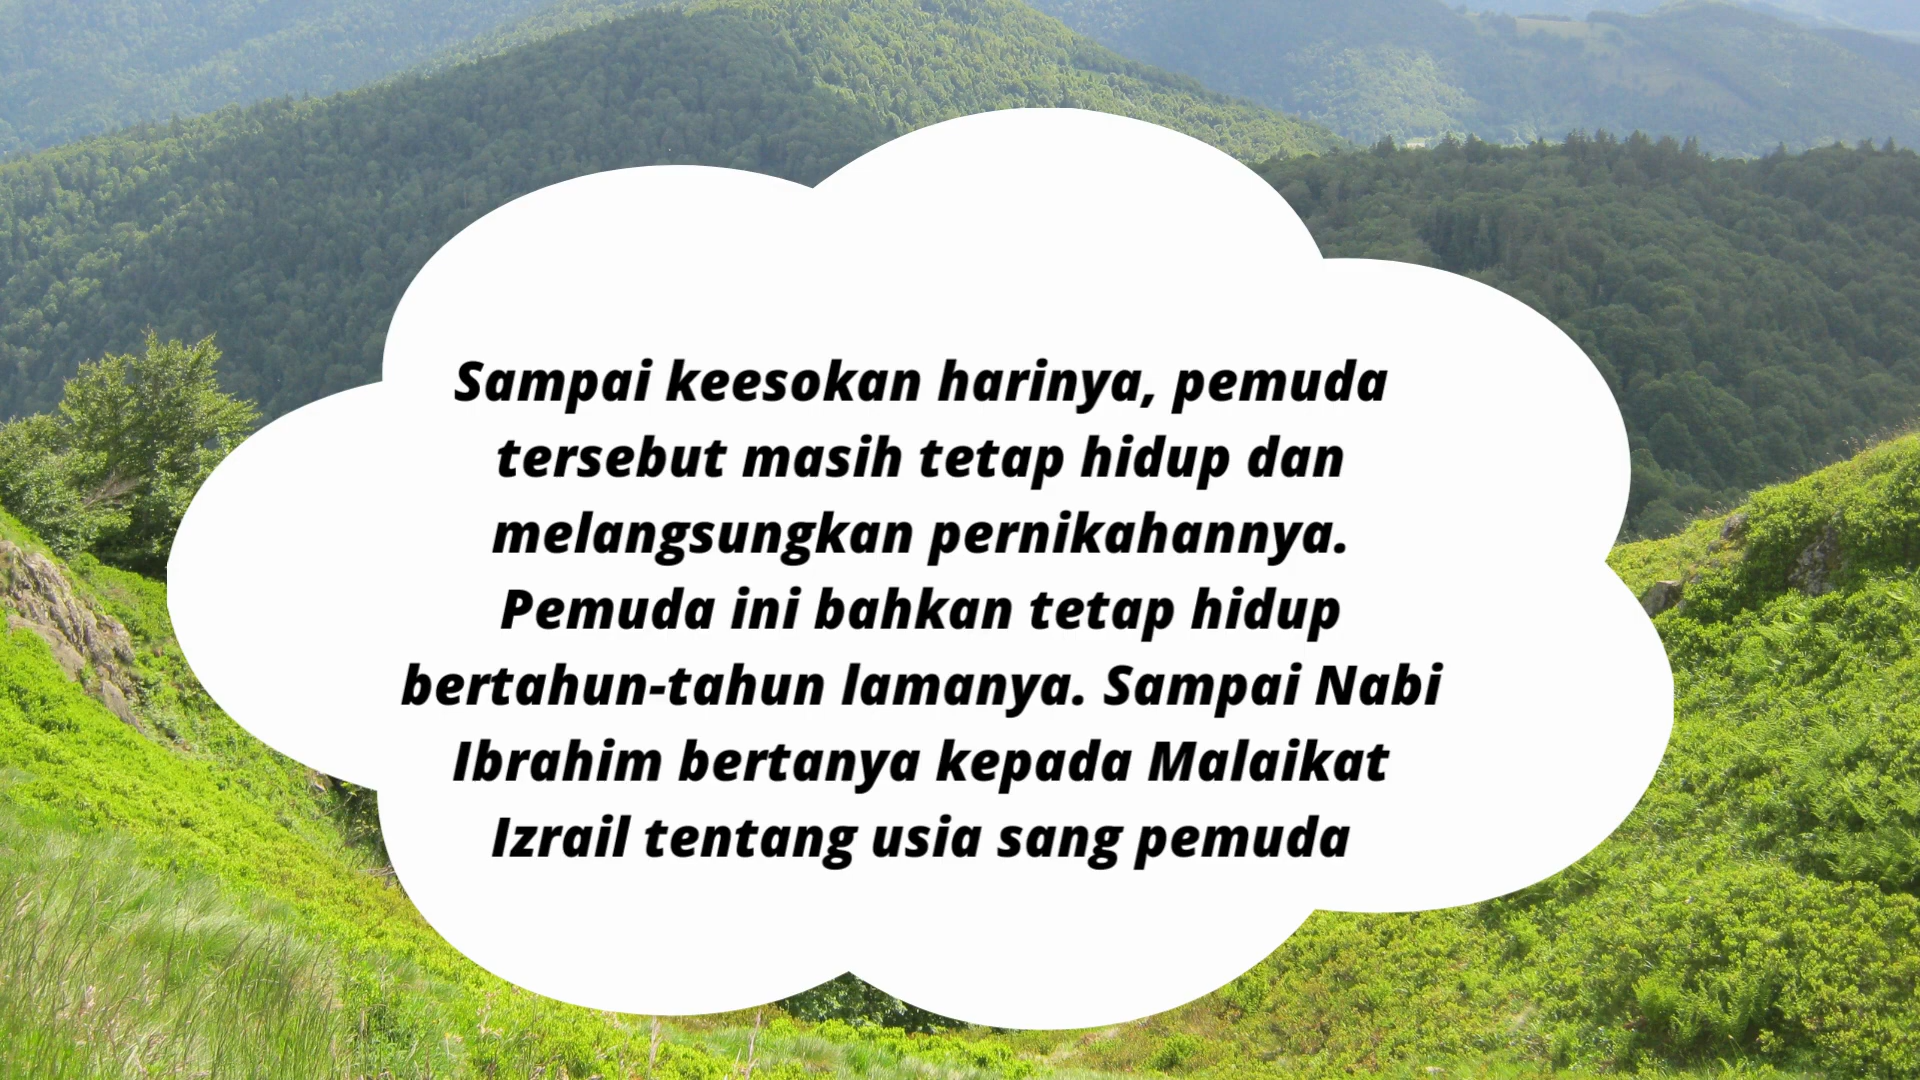 Sampai keesokan harinya, pemuda
tersebut masih tetap hidup dan
melangsungkan pernikahannya.
Pemuda ini bahkan tetap hidup
bertahun-tahun lamanya. Sampai Nabi
Ibrahim bertanya kepada Malaikat
Izrail tentang usia sang pemuda